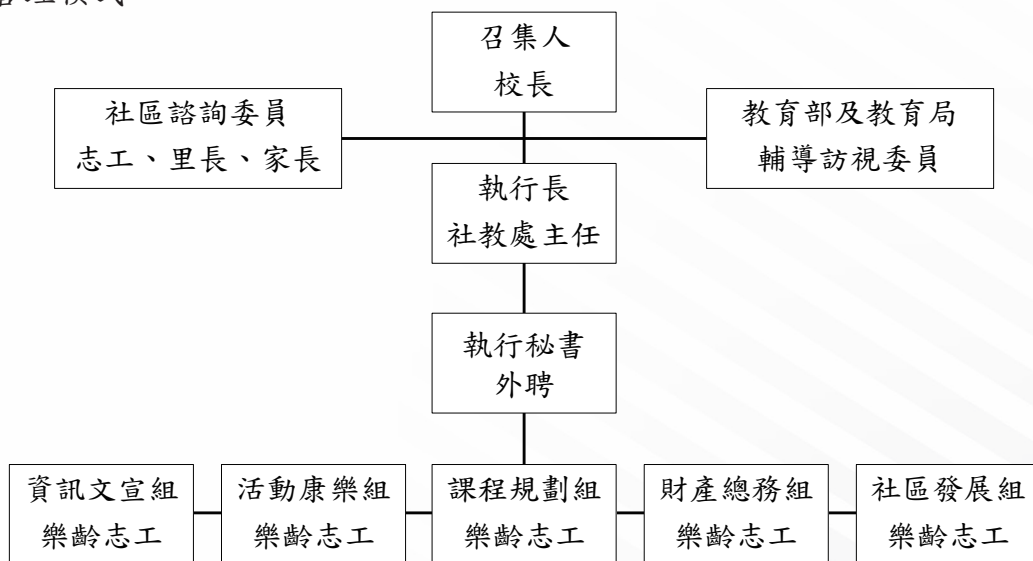 管理模式
召集人
校長
社區諮詢委員
志工、里長、家長
教育部及教育局
輔導訪視委員
執行長
社教處主任
執行秘書
外聘
資訊文宣組
樂齡志工
活動康樂組
樂齡志工
課程規劃組
樂齡志工
財產總務組
樂齡志工
社區發展組
樂齡志工